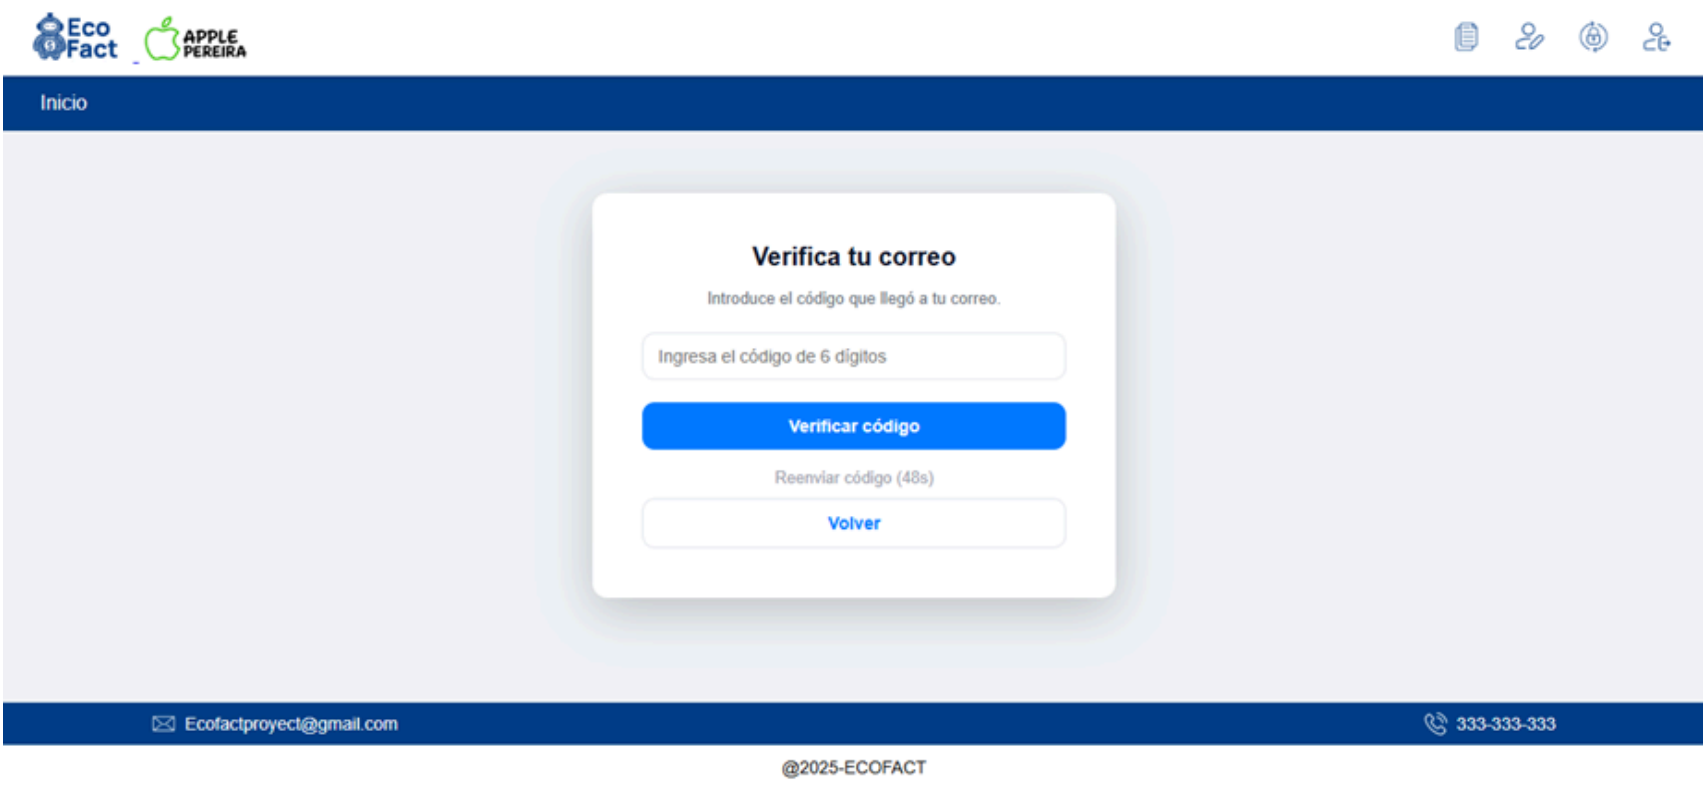 Eco
Fact
APPLE
PEREIRA
Inicio
Verifica tu correo
Introduce el código que llegó a tu correo.
Ingresa el código de 6 dígitos
Verificar código
Reenviar código (48s)
Volver
Ecofactproyect@gmail.com
333-333-333
@2025-ECOFACT